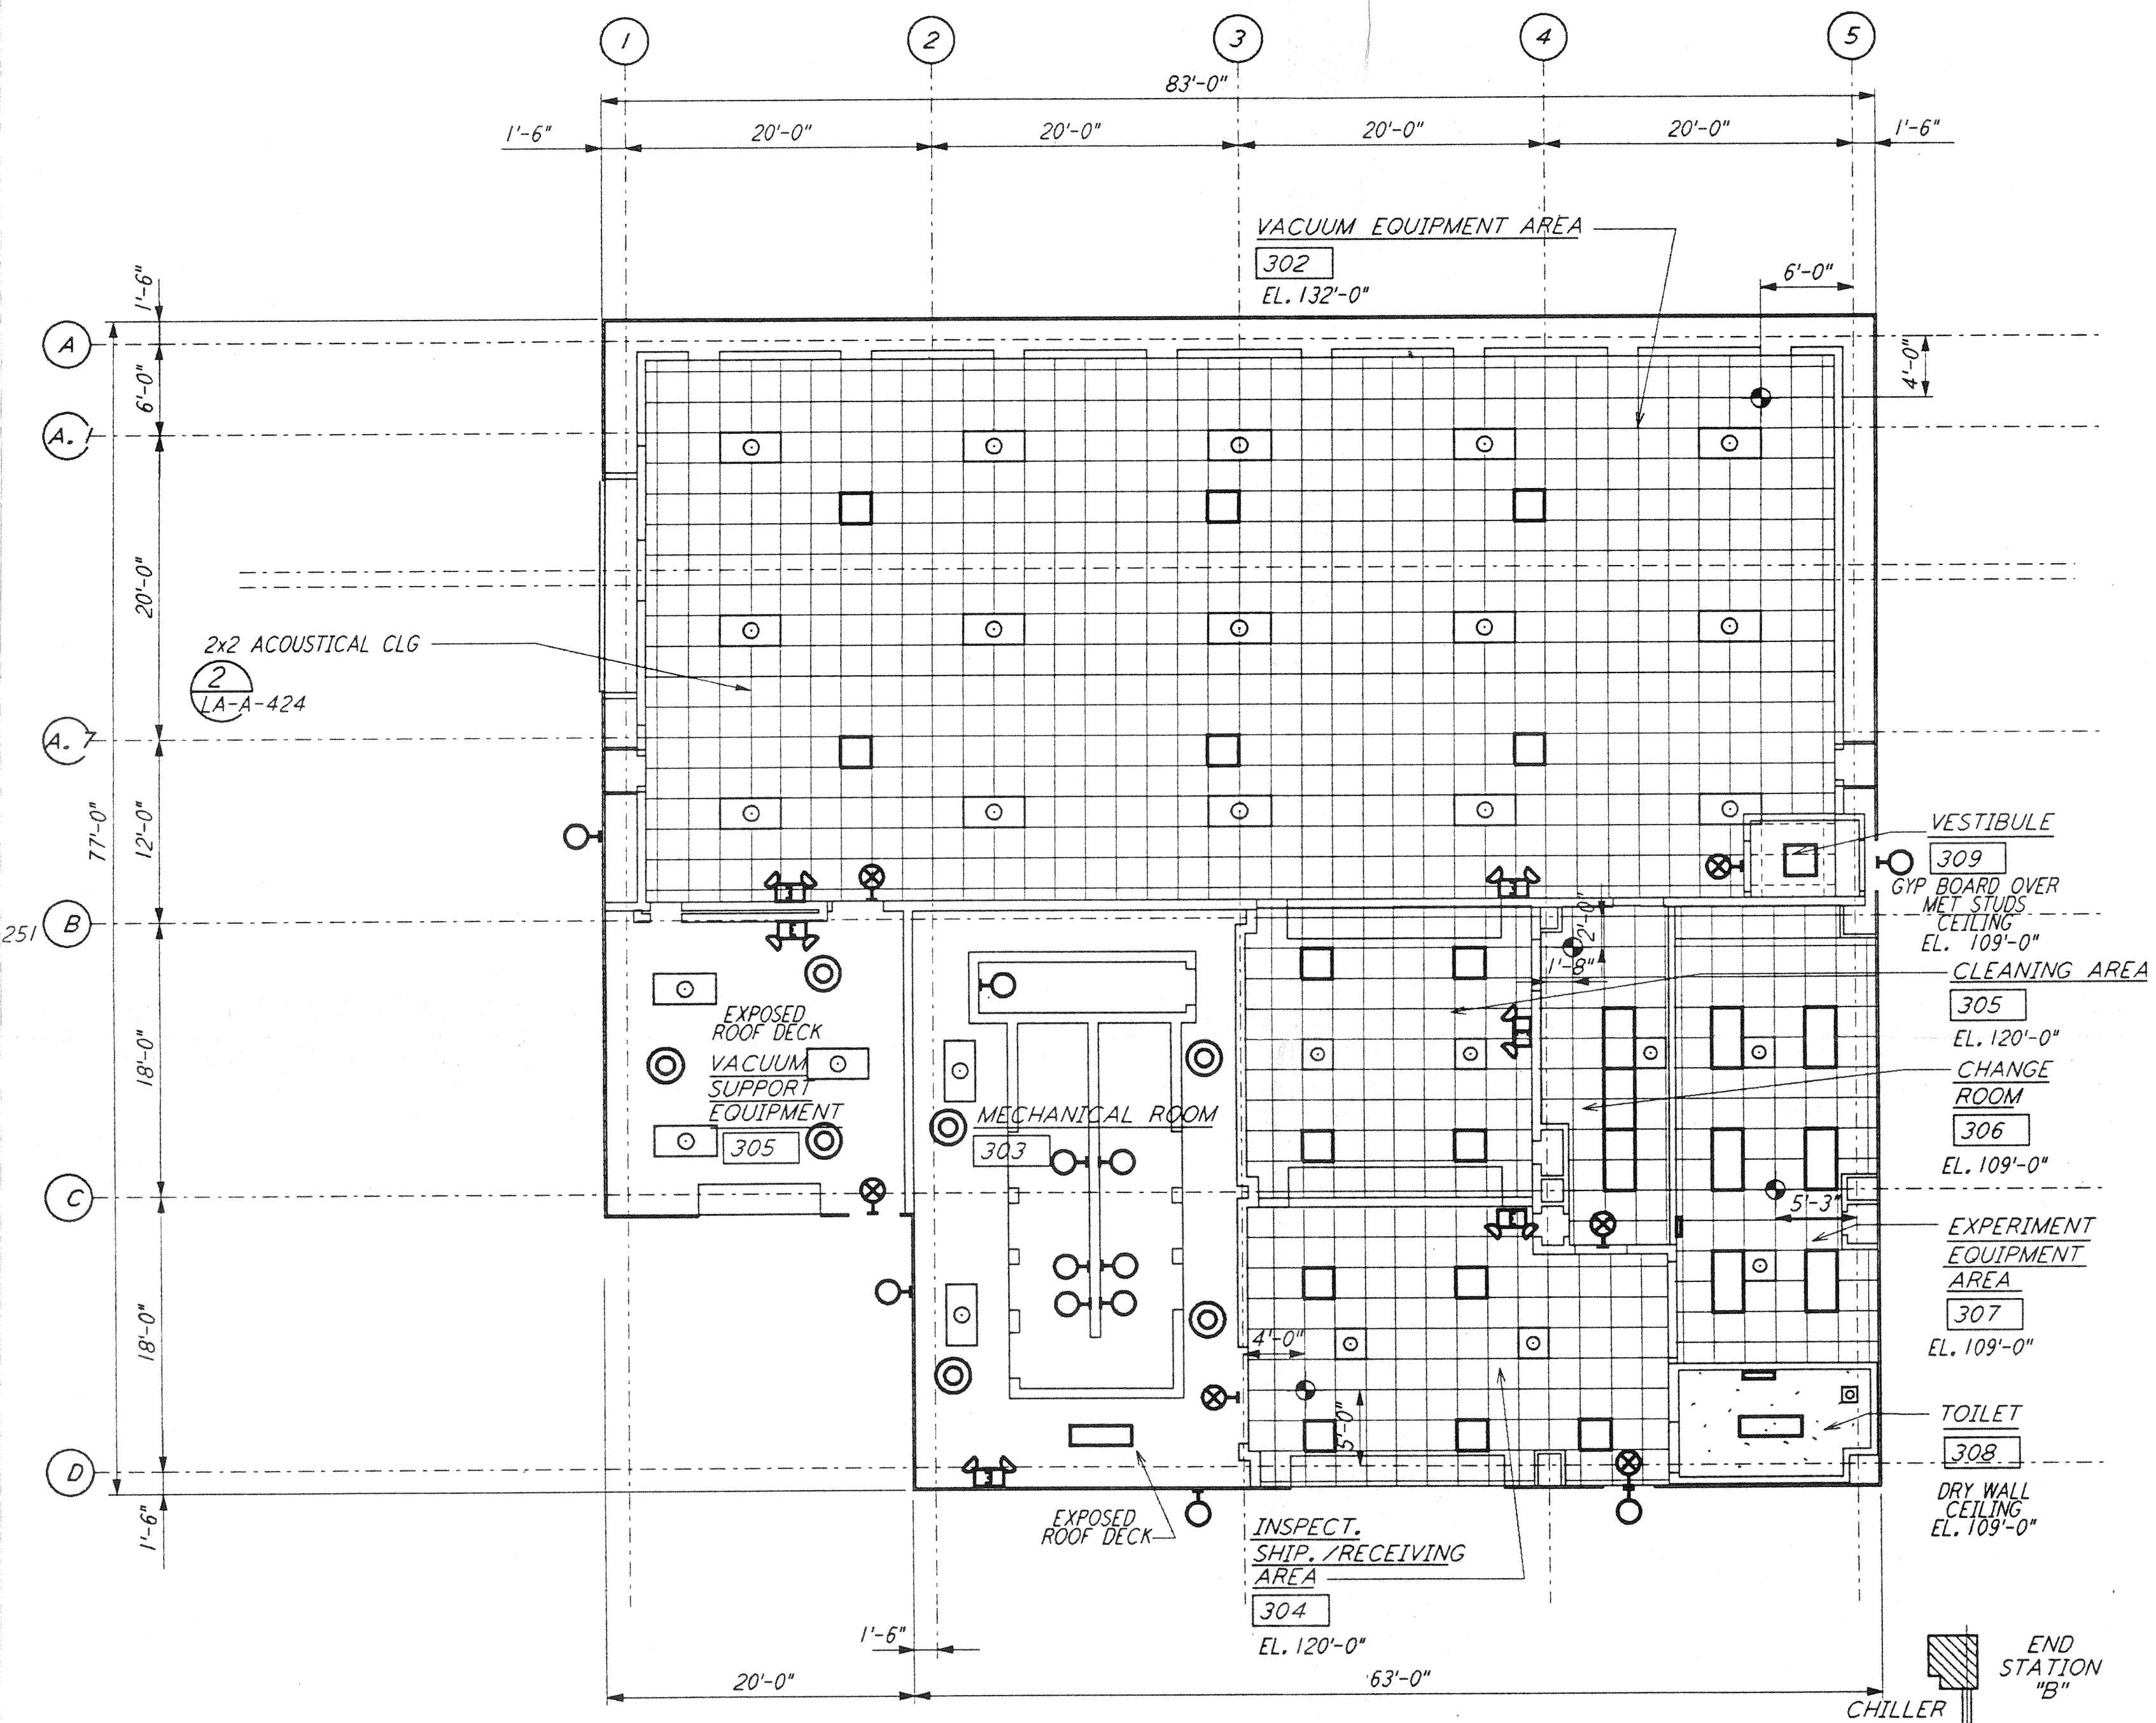 1
2
3
4
5
83'-0"
1'-6"
20'-0"
20'-0"
20'-0"
20'-0"
1'-6"
VACUUM EQUIPMENT AREA
302
EL. 132'-0"
6'-0"
1'-6"
A
6'-0"
4'-0"
A.1
20'-0"
2x2 ACOUSTICAL CLG
2
LA-A-424
A.7
77'-0"
12'-0"
VESTIBULE
309
GYP BOARD OVER
MET STUDS
CEILING
EL. 109'-0"
B
251
2'-0"
1'-8"
CLEANING AREA
305
EL. 120'-0"
EXPOSED
ROOF DECK
VACUUM
SUPPORT
EQUIPMENT
305
18'-0"
MECHANICAL ROOM
303
CHANGE
ROOM
306
EL. 109'-0"
C
5'-3"
EXPERIMENT
EQUIPMENT
AREA
307
EL. 109'-0"
18'-0"
4'-0"
5'-0"
TOILET
308
DRY WALL
CEILING
EL. 109'-0"
D
1'-6"
EXPOSED
ROOF DECK
INSPECT.
SHIP./RECEIVING
AREA
304
EL. 120'-0"
1'-6"
20'-0"
63'-0"
END
STATION
"B"
CHILLER